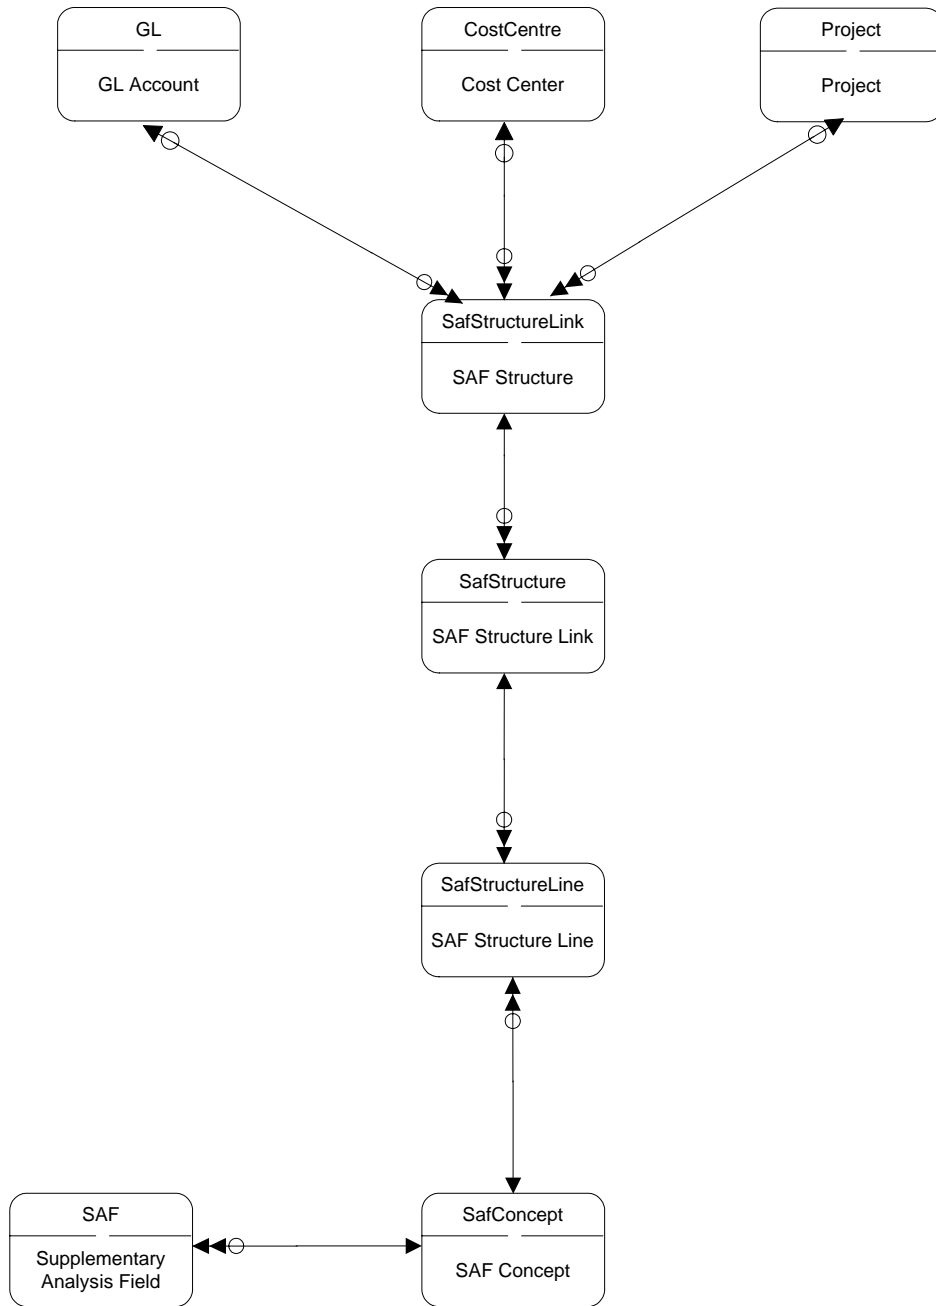 GL
GL Account
CostCentre
Cost Center
Project
Project
SafStructureLink
SAF Structure
SafStructure
SAF Structure Link
SafStructureLine
SAF Structure Line
SAF
Supplementary
Analysis Field
SafConcept
SAF Concept